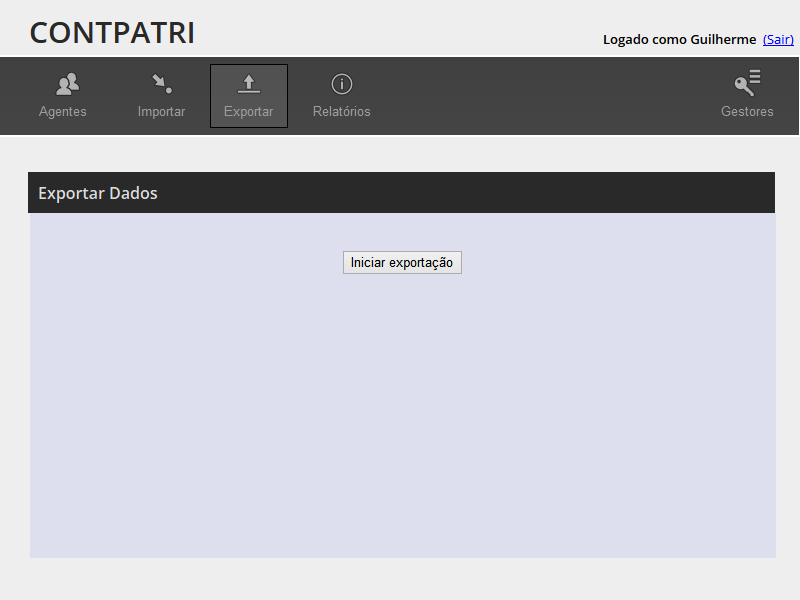 CONTPATRI
Logado como Guilherme (Sair)
Agentes Importar Exportar Relatórios Gestores
Exportar Dados
Iniciar exportação